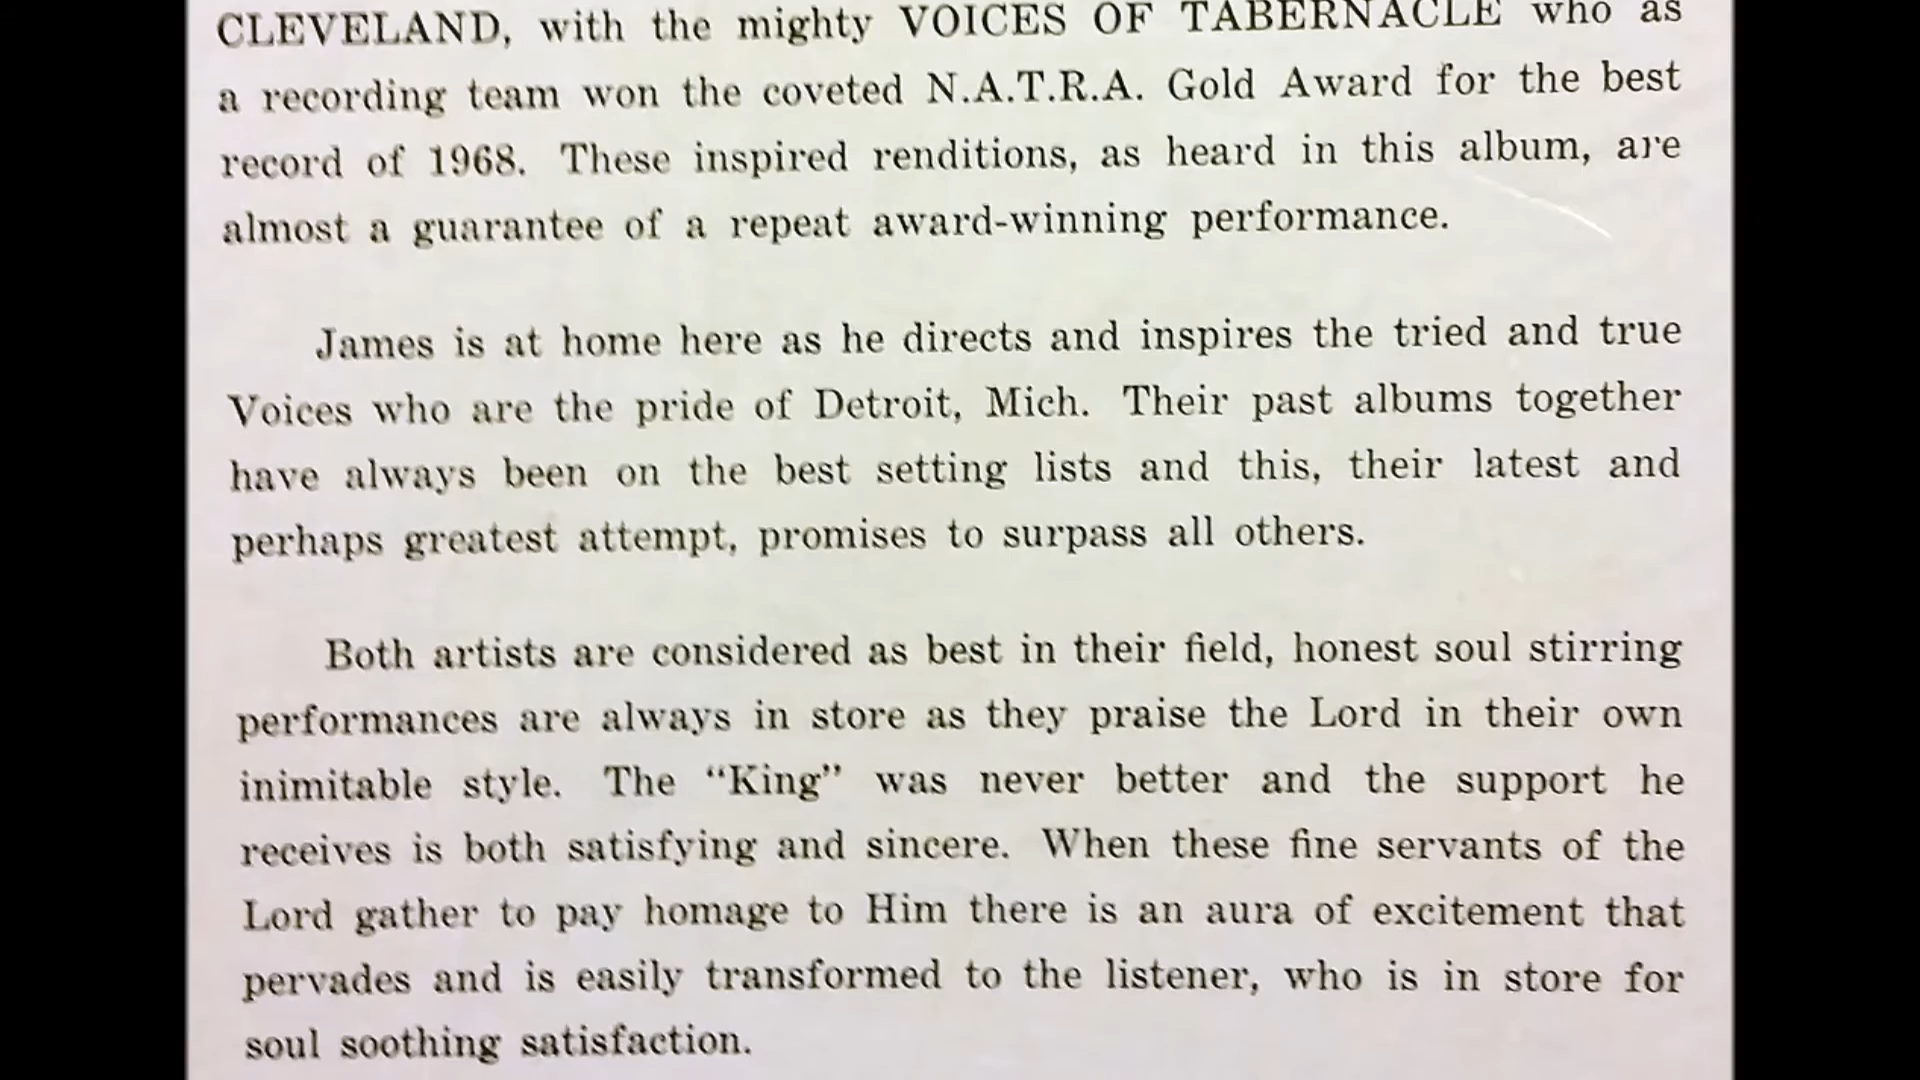 CLEVELAND, with the mighty VOICES OF TABERNACLE who as
a recording team won the coveted N.A.T.R.A. Gold Award for the best
record of 1968. These inspired renditions, as heard in this album, are
almost a guarantee of a repeat award-winning performance.
James is at home here as he directs and inspires the tried and true
Voices who are the pride of Detroit, Mich. Their past albums together
have always been on the best setting lists and this, their latest and
perhaps greatest attempt, promises to surpass all others.
Both artists are considered as best in their field, honest soul stirring
performances are always in store as they praise the Lord in their own
inimitable style. The “King” was never better and the support he
receives is both satisfying and sincere. When these fine servants of the
Lord gather to pay homage to Him there is an aura of excitement that
pervades and is easily transformed to the listener, who is in store for
soul soothing satisfaction.